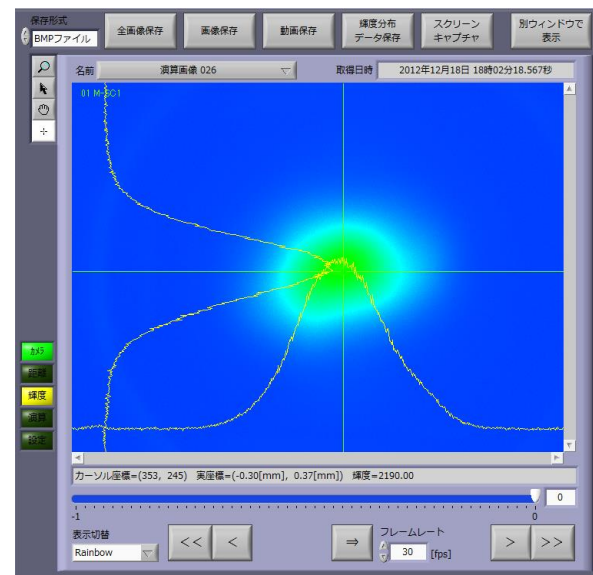 保存形式
BMPファイル
全画像保存
画像保存
動画保存
輝度分布
データ保存
スクリーン
キャプチャ
別ウィンドウで
表示
名前
演算画像 026
取得日時
2012年12月18日 18時02分18.567秒
01 M-SC1
カメラ
距離
輝度
演算
設定
カーソル座標=(353, 245) 実座標=(-0.30[mm], 0.37[mm]) 輝度=2190.00
0
-1
0
表示切替
Rainbow
<<
<
⇒
フレームレート
30
[fps]
>
>>